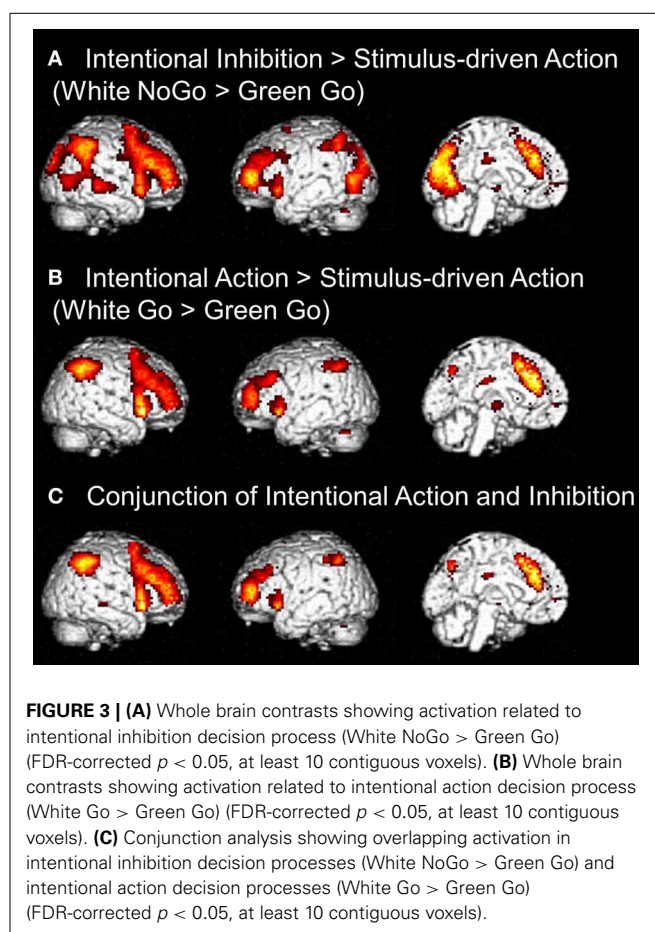 A Intentional Inhibition > Stimulus-driven Action
(White NoGo > Green Go)
B Intentional Action > Stimulus-driven Action
(White Go > Green Go)
C Conjunction of Intentional Action and Inhibition
FIGURE 3 | (A) Whole brain contrasts showing activation related to
intentional inhibition decision process (White NoGo > Green Go)
(FDR-corrected p < 0.05, at least 10 contiguous voxels). (B) Whole brain
contrasts showing activation related to intentional action decision process
(White Go > Green Go) (FDR-corrected p < 0.05, at least 10 contiguous
voxels). (C) Conjunction analysis showing overlapping activation in
intentional inhibition decision processes (White NoGo > Green Go) and
intentional action decision processes (White Go > Green Go)
(FDR-corrected p < 0.05, at least 10 contiguous voxels).